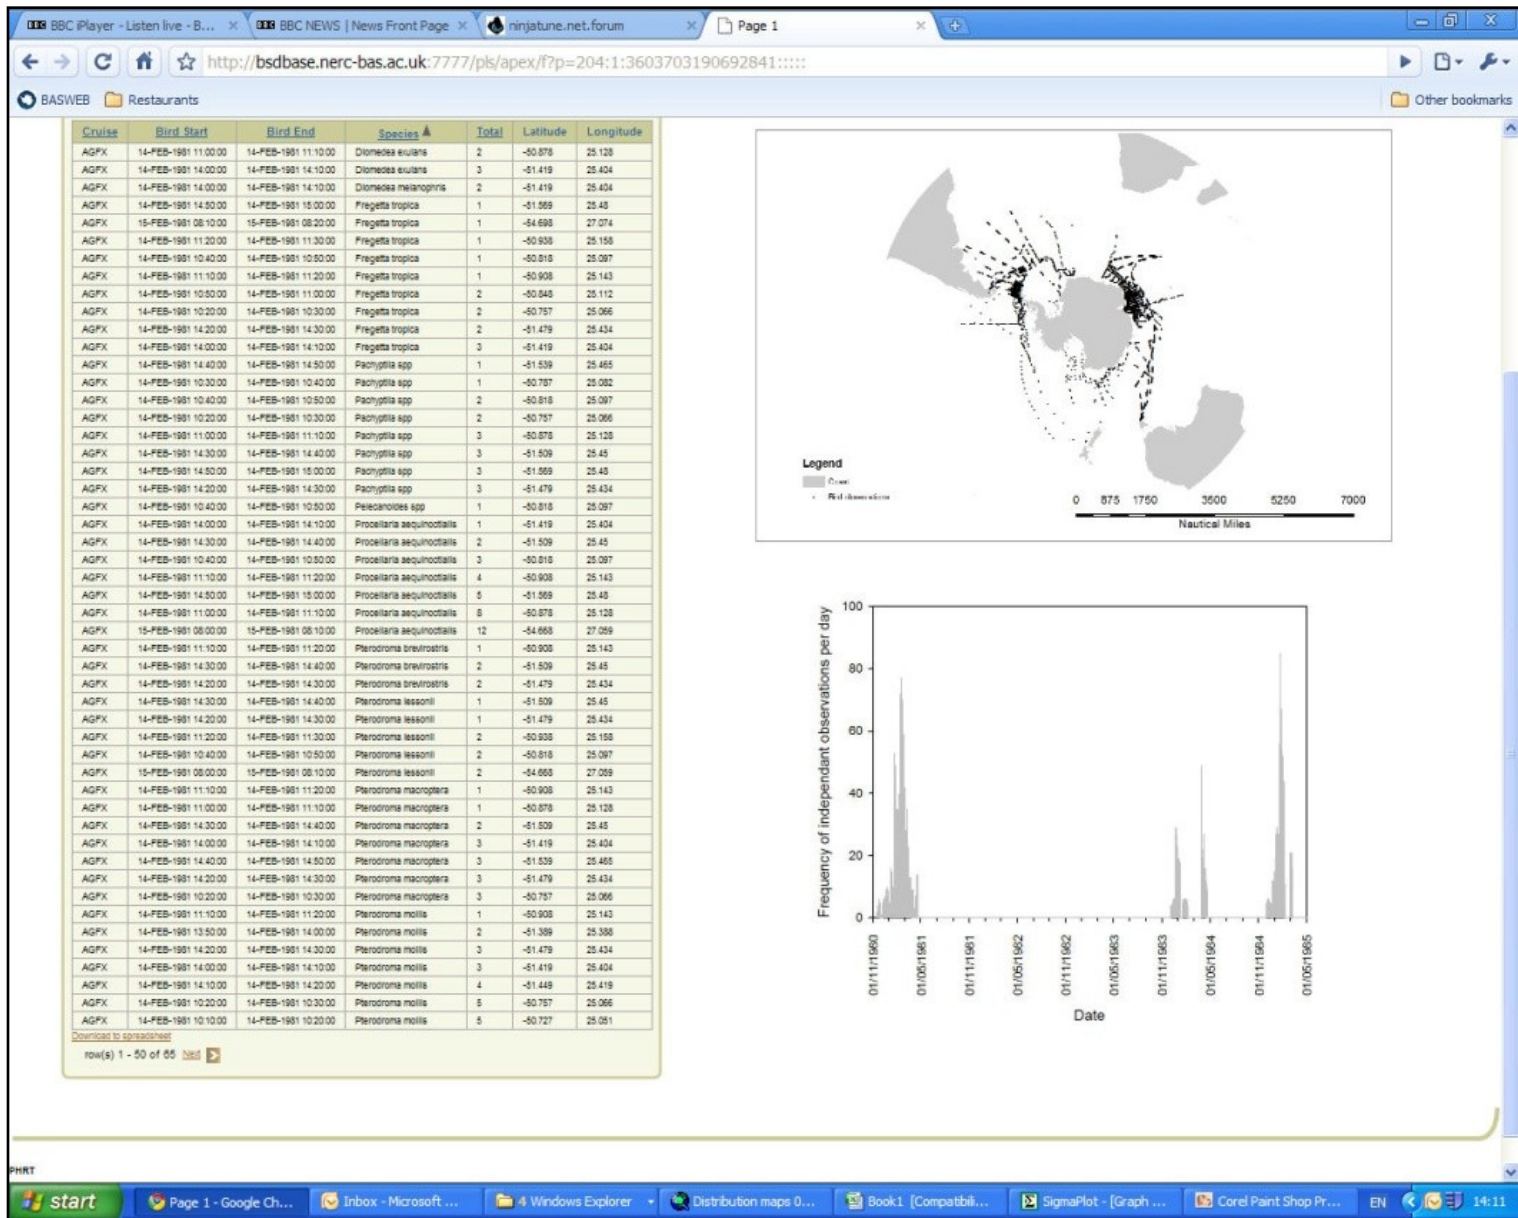 BBC iPlayer - Listen live - B... BBC NEWS | News Front Page ninjatune.net.forum Page 1
http://bsdbase.nerc-bas.ac.uk:7777/pls/apex/f?p=204:1:3603703190692841:::::
BASWEB Restaurants Other bookmarks
Cruise Bird Start Bird End Species Total Latitude Longitude
AGFX 14-FEB-1981 11:00:00 14-FEB-1981 11:10:00 Diomedea exulans 2 -50.878 25.128
AGFX 14-FEB-1981 14:00:00 14-FEB-1981 14:10:00 Diomedea exulans 3 -51.419 25.404
AGFX 14-FEB-1981 14:00:00 14-FEB-1981 14:10:00 Diomedea melanophris 2 -51.419 25.404
AGFX 14-FEB-1981 14:50:00 14-FEB-1981 15:00:00 Fregetta tropica 1 -51.569 25.48
AGFX 15-FEB-1981 08:10:00 15-FEB-1981 08:20:00 Fregetta tropica 1 -54.698 27.074
AGFX 14-FEB-1981 11:20:00 14-FEB-1981 11:30:00 Fregetta tropica 1 -50.938 25.158
AGFX 14-FEB-1981 10:40:00 14-FEB-1981 10:50:00 Fregetta tropica 1 -50.818 25.097
AGFX 14-FEB-1981 11:10:00 14-FEB-1981 11:20:00 Fregetta tropica 1 -50.908 25.143
AGFX 14-FEB-1981 10:50:00 14-FEB-1981 11:00:00 Fregetta tropica 2 -50.848 25.112
AGFX 14-FEB-1981 10:20:00 14-FEB-1981 10:30:00 Fregetta tropica 2 -50.757 25.066
AGFX 14-FEB-1981 14:20:00 14-FEB-1981 14:30:00 Fregetta tropica 2 -51.479 25.434
AGFX 14-FEB-1981 14:00:00 14-FEB-1981 14:10:00 Fregetta tropica 3 -51.419 25.404
AGFX 14-FEB-1981 14:40:00 14-FEB-1981 14:50:00 Pachyptila spp 1 -51.539 25.465
AGFX 14-FEB-1981 10:30:00 14-FEB-1981 10:40:00 Pachyptila spp 1 -50.787 25.082
AGFX 14-FEB-1981 10:40:00 14-FEB-1981 10:50:00 Pachyptila spp 2 -50.818 25.097
AGFX 14-FEB-1981 10:20:00 14-FEB-1981 10:30:00 Pachyptila spp 2 -50.757 25.066
AGFX 14-FEB-1981 11:00:00 14-FEB-1981 11:10:00 Pachyptila spp 3 -50.878 25.128
AGFX 14-FEB-1981 14:30:00 14-FEB-1981 14:40:00 Pachyptila spp 3 -51.509 25.45
AGFX 14-FEB-1981 14:50:00 14-FEB-1981 15:00:00 Pachyptila spp 3 -51.569 25.48
AGFX 14-FEB-1981 14:20:00 14-FEB-1981 14:30:00 Pachyptila spp 3 -51.479 25.434
AGFX 14-FEB-1981 10:40:00 14-FEB-1981 10:50:00 Pelecanoides spp 1 -50.818 25.097
AGFX 14-FEB-1981 14:00:00 14-FEB-1981 14:10:00 Procellaria aequinoctialis 1 -51.419 25.404
AGFX 14-FEB-1981 14:30:00 14-FEB-1981 14:40:00 Procellaria aequinoctialis 2 -51.509 25.45
AGFX 14-FEB-1981 10:40:00 14-FEB-1981 10:50:00 Procellaria aequinoctialis 3 -50.818 25.097
AGFX 14-FEB-1981 11:10:00 14-FEB-1981 11:20:00 Procellaria aequinoctialis 4 -50.908 25.143
AGFX 14-FEB-1981 14:50:00 14-FEB-1981 15:00:00 Procellaria aequinoctialis 5 -51.569 25.48
AGFX 14-FEB-1981 11:00:00 14-FEB-1981 11:10:00 Procellaria aequinoctialis 8 -50.878 25.128
AGFX 15-FEB-1981 08:00:00 15-FEB-1981 08:10:00 Procellaria aequinoctialis 12 -54.668 27.059
AGFX 14-FEB-1981 11:10:00 14-FEB-1981 11:20:00 Pterodroma brevirostris 1 -50.908 25.143
AGFX 14-FEB-1981 14:30:00 14-FEB-1981 14:40:00 Pterodroma brevirostris 2 -51.509 25.45
AGFX 14-FEB-1981 14:20:00 14-FEB-1981 14:30:00 Pterodroma brevirostris 2 -51.479 25.434
AGFX 14-FEB-1981 14:30:00 14-FEB-1981 14:40:00 Pterodroma lessonii 1 -51.509 25.45
AGFX 14-FEB-1981 14:20:00 14-FEB-1981 14:30:00 Pterodroma lessonii 1 -51.479 25.434
AGFX 14-FEB-1981 11:20:00 14-FEB-1981 11:30:00 Pterodroma lessonii 2 -50.938 25.158
AGFX 14-FEB-1981 10:40:00 14-FEB-1981 10:50:00 Pterodroma lessonii 2 -50.818 25.097
AGFX 15-FEB-1981 08:00:00 15-FEB-1981 08:10:00 Pterodroma lessonii 2 -54.668 27.059
AGFX 14-FEB-1981 11:10:00 14-FEB-1981 11:20:00 Pterodroma macroptera 1 -50.908 25.143
AGFX 14-FEB-1981 11:00:00 14-FEB-1981 11:10:00 Pterodroma macroptera 1 -50.878 25.128
AGFX 14-FEB-1981 14:30:00 14-FEB-1981 14:40:00 Pterodroma macroptera 2 -51.509 25.45
AGFX 14-FEB-1981 14:00:00 14-FEB-1981 14:10:00 Pterodroma macroptera 3 -51.419 25.404
AGFX 14-FEB-1981 14:40:00 14-FEB-1981 14:50:00 Pterodroma macroptera 3 -51.539 25.465
AGFX 14-FEB-1981 14:20:00 14-FEB-1981 14:30:00 Pterodroma macroptera 3 -51.479 25.434
AGFX 14-FEB-1981 10:20:00 14-FEB-1981 10:30:00 Pterodroma macroptera 3 -50.757 25.066
AGFX 14-FEB-1981 11:10:00 14-FEB-1981 11:20:00 Pterodroma mollis 1 -50.908 25.143
AGFX 14-FEB-1981 13:50:00 14-FEB-1981 14:00:00 Pterodroma mollis 2 -51.389 25.388
AGFX 14-FEB-1981 14:20:00 14-FEB-1981 14:30:00 Pterodroma mollis 3 -51.479 25.434
AGFX 14-FEB-1981 14:00:00 14-FEB-1981 14:10:00 Pterodroma mollis 3 -51.419 25.404
AGFX 14-FEB-1981 14:10:00 14-FEB-1981 14:20:00 Pterodroma mollis 4 -51.449 25.419
AGFX 14-FEB-1981 10:20:00 14-FEB-1981 10:30:00 Pterodroma mollis 5 -50.757 25.066
AGFX 14-FEB-1981 10:10:00 14-FEB-1981 10:20:00 Pterodroma mollis 5 -50.727 25.051
Download to spreadsheet
row(s) 1 - 50 of 65 Next
Legend
Coast
Bird observations
0 875 1750 3500 5250 7000
Nautical Miles
Frequency of independant observations per day
100
80
60
40
20
0
01/11/1980 01/05/1981 01/11/1981 01/05/1982 01/11/1982 01/05/1983 01/11/1983 01/05/1984 01/11/1984 01/05/1985
Date
PHRT
start Page 1 - Google Ch... Inbox - Microsoft ... 4 Windows Explorer Distribution maps 0... Book1 [Compatibili... SigmaPlot - [Graph ... Corel Paint Shop Pr... EN 14:11